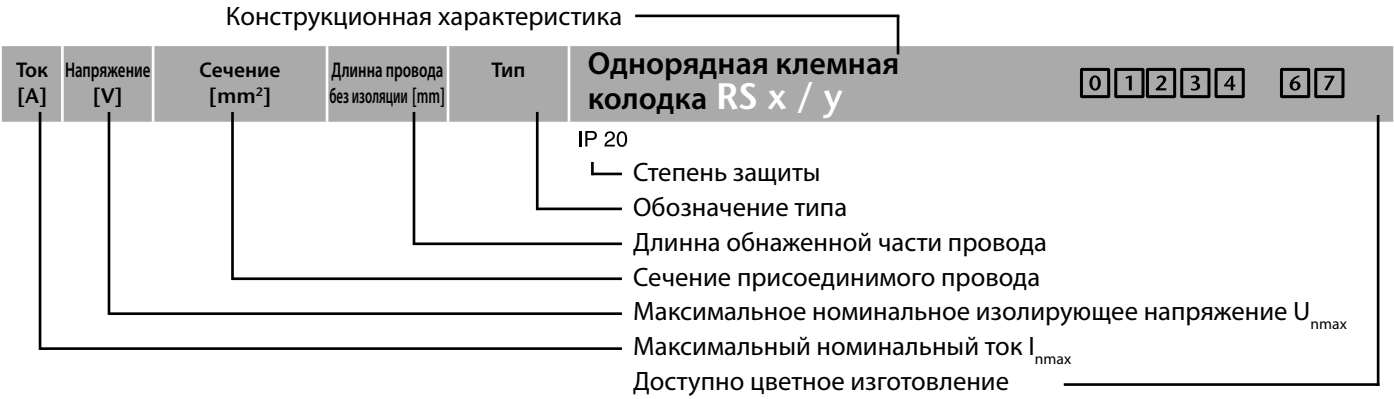 Конструкционная характеристика
Ток
[A]
Напряжение
[V]
Сечение
[mm²]
Длинна провода
без изоляции [mm]
Тип
Однорядная клемная
колодка RS x / y
0 1 2 3 4 6 7
IP 20
Степень защиты
Обозначение типа
Длинна обнаженной части провода
Сечение присоединимого провода
Максимальное номинальное изолирующее напряжение Unmax
Максимальный номинальный ток Inmax
Доступно цветное изготовление